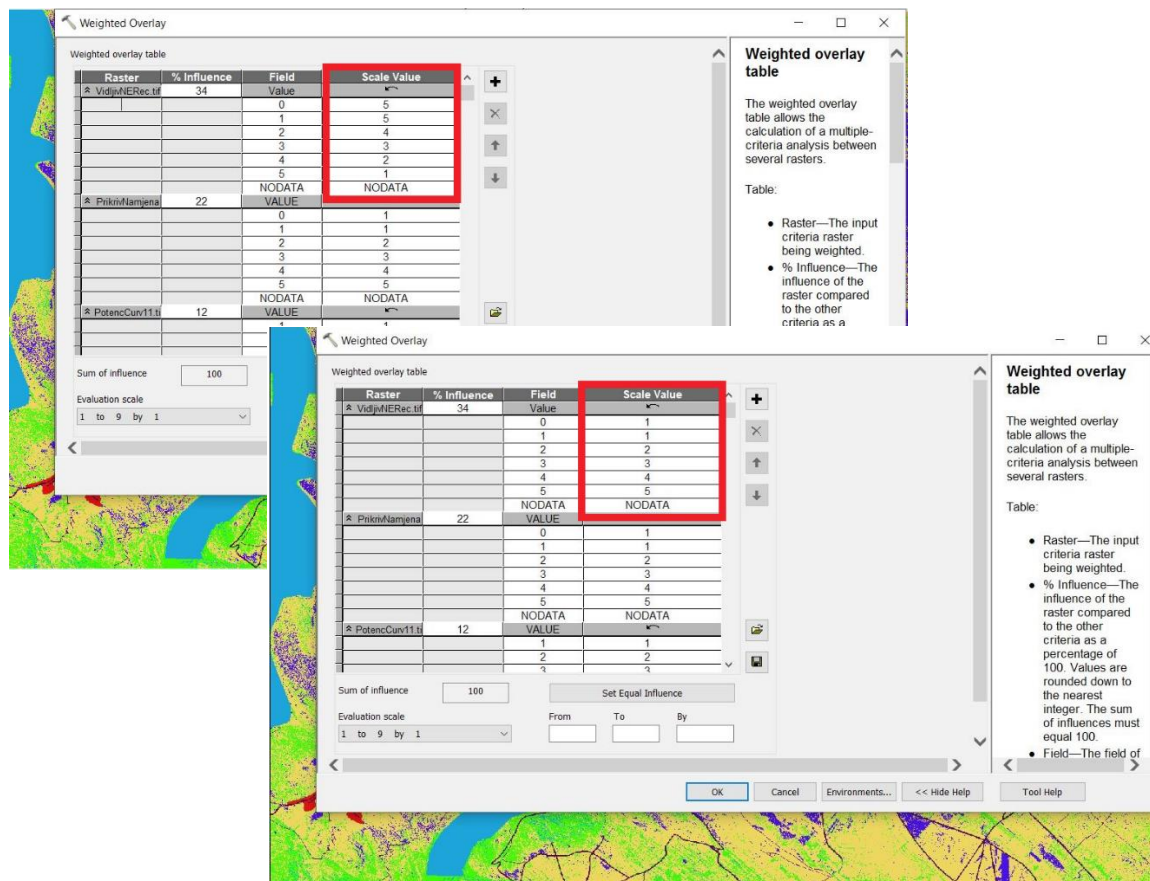 Weighted Overlay
Weighted overlay table
Raster % Influence Field Scale Value
VidljivNERec.tif 34 Value
0 5
1 5
2 4
3 3
4 2
5 1
NODATA NODATA
PrikrivNamjena 22 VALUE
0 1
1 1
2 2
3 3
4 4
5 5
NODATA NODATA
PotencCurv11.ti 12 VALUE
1 1
Sum of influence 100
Evaluation scale
1 to 9 by 1
Weighted overlay
table
The weighted overlay
table allows the
calculation of a multiple-
criteria analysis between
several rasters.
Table:
• Raster—The input
criteria raster
being weighted.
• % Influence—The
influence of the
raster compared
to the other
criteria as a
Weighted Overlay
Weighted overlay table
Raster % Influence Field Scale Value
VidljivNERec.tif 34 Value
0 1
1 1
2 2
3 3
4 4
5 5
NODATA NODATA
PrikrivNamjena 22 VALUE
0 1
1 1
2 2
3 3
4 4
5 5
NODATA NODATA
PotencCurv11.ti 12 VALUE
1 1
2 2
3 3
Sum of influence 100 Set Equal Influence
Evaluation scale From To By
1 to 9 by 1
OK Cancel Environments... << Hide Help Tool Help
Weighted overlay
table
The weighted overlay
table allows the
calculation of a multiple-
criteria analysis between
several rasters.
Table:
• Raster—The input
criteria raster
being weighted.
• % Influence—The
influence of the
raster compared
to the other
criteria as a
percentage of
100. Values are
rounded down to
the nearest
integer. The sum
of influences must
equal 100.
• Field—The field of